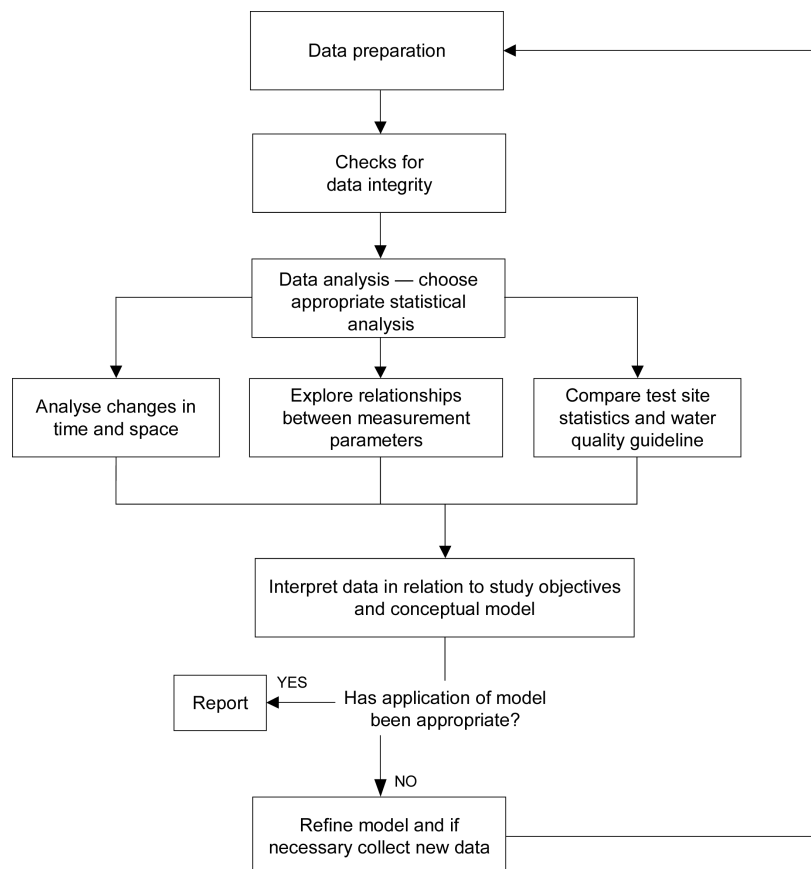 Data preparation
Checks for
data integrity
Data analysis — choose
appropriate statistical
analysis
Analyse changes in
time and space
Explore relationships
between measurement
parameters
Compare test site
statistics and water
quality guideline
Interpret data in relation to study objectives
and conceptual model
YES
Report
Has application of model
been appropriate?
NO
Refine model and if
necessary collect new data